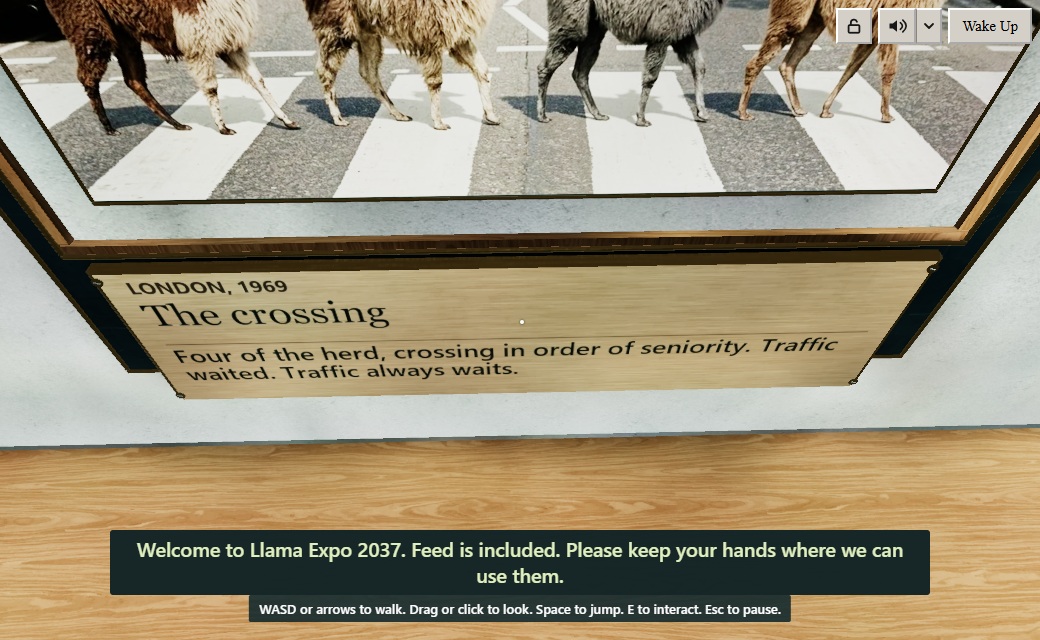 Wake Up
LONDON, 1969
The crossing
Four of the herd, crossing in order of seniority. Traffic
waited. Traffic always waits.
Welcome to Llama Expo 2037. Feed is included. Please keep your hands where we can
use them.
WASD or arrows to walk. Drag or click to look. Space to jump. E to interact. Esc to pause.